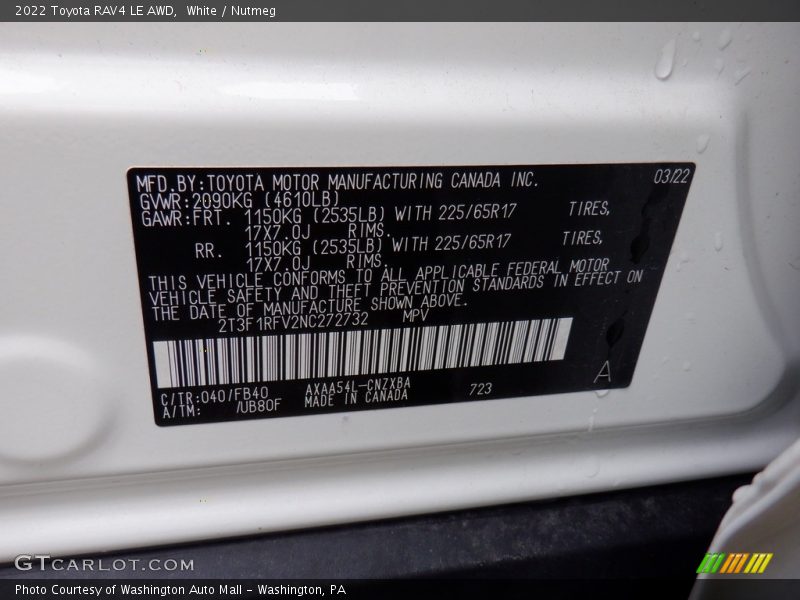 2022 Toyota RAV4 LE AWD, White / Nutmeg
MFD.BY:TOYOTA MOTOR MANUFACTURING CANADA INC. 03/22
GVWR:2090KG (4610LB)
GAWR:FRT. 1150KG (2535LB) WITH 225/65R17 TIRES,
17X7.0J RIMS.
RR. 1150KG (2535LB) WITH 225/65R17 TIRES,
17X7.0J RIMS.
THIS VEHICLE CONFORMS TO ALL APPLICABLE FEDERAL MOTOR
VEHICLE SAFETY AND THEFT PREVENTION STANDARDS IN EFFECT ON
THE DATE OF MANUFACTURE SHOWN ABOVE.
2T3F1RFV2NC272732 MPV
A
C/TR:040/FB40 AXAA54L-CNZXBA 723
A/TM: /UB80F MADE IN CANADA
GTCARLOT.COM
Photo Courtesy of Washington Auto Mall - Washington, PA